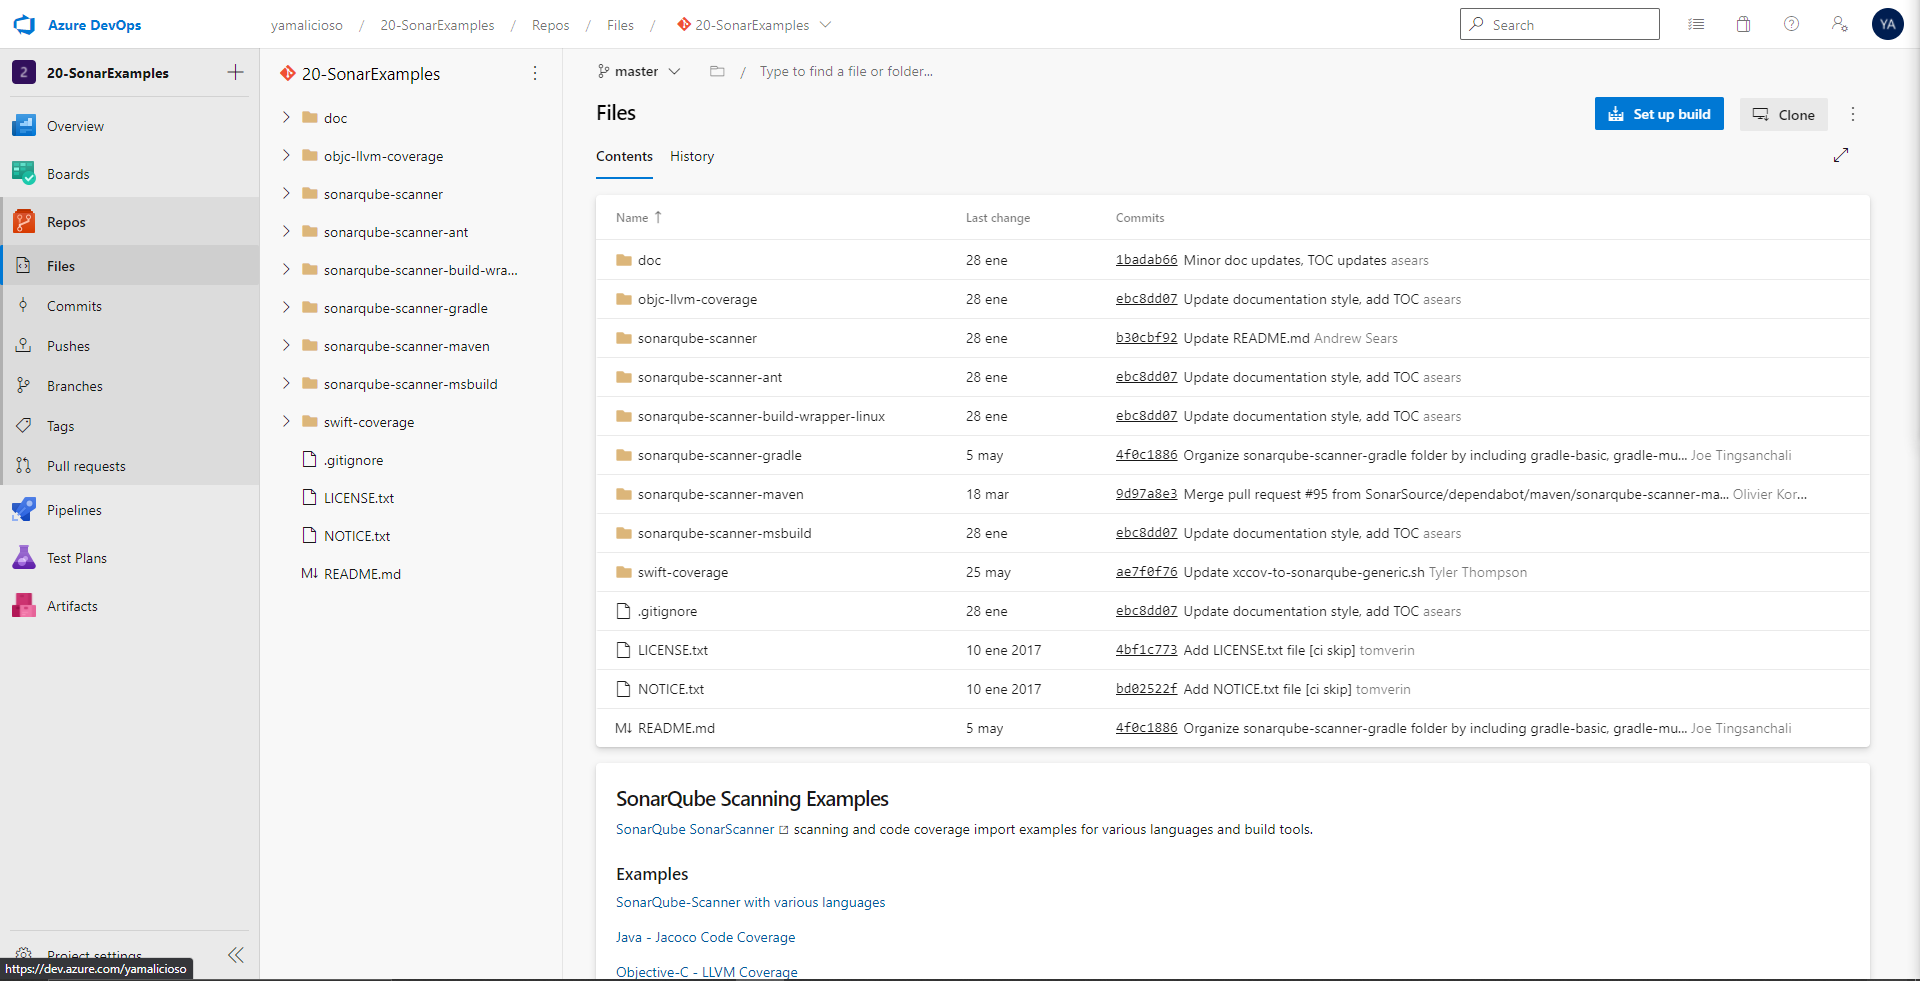 Azure DevOps
yamalicioso / 20-SonarExamples / Repos / Files / 20-SonarExamples
Search
YA
2 20-SonarExamples
Overview
Boards
Repos
Files
Commits
Pushes
Branches
Tags
Pull requests
Pipelines
Test Plans
Artifacts
Project settings
https://dev.azure.com/yamalicioso
20-SonarExamples
doc
objc-llvm-coverage
sonarqube-scanner
sonarqube-scanner-ant
sonarqube-scanner-build-wra...
sonarqube-scanner-gradle
sonarqube-scanner-maven
sonarqube-scanner-msbuild
swift-coverage
.gitignore
LICENSE.txt
NOTICE.txt
M↓ README.md
master / Type to find a file or folder...
Files
Set up build
Clone
Contents History
Name ↑ Last change Commits
doc 28 ene 1badab66 Minor doc updates, TOC updates asears
objc-llvm-coverage 28 ene ebc8dd07 Update documentation style, add TOC asears
sonarqube-scanner 28 ene b30cbf92 Update README.md Andrew Sears
sonarqube-scanner-ant 28 ene ebc8dd07 Update documentation style, add TOC asears
sonarqube-scanner-build-wrapper-linux 28 ene ebc8dd07 Update documentation style, add TOC asears
sonarqube-scanner-gradle 5 may 4f0c1886 Organize sonarqube-scanner-gradle folder by including gradle-basic, gradle-mu... Joe Tingsanchali
sonarqube-scanner-maven 18 mar 9d97a8e3 Merge pull request #95 from SonarSource/dependabot/maven/sonarqube-scanner-ma... Olivier Kor...
sonarqube-scanner-msbuild 28 ene ebc8dd07 Update documentation style, add TOC asears
swift-coverage 25 may ae7f0f76 Update xccov-to-sonarqube-generic.sh Tyler Thompson
.gitignore 28 ene ebc8dd07 Update documentation style, add TOC asears
LICENSE.txt 10 ene 2017 4bf1c773 Add LICENSE.txt file [ci skip] tomverin
NOTICE.txt 10 ene 2017 bd02522f Add NOTICE.txt file [ci skip] tomverin
M↓ README.md 5 may 4f0c1886 Organize sonarqube-scanner-gradle folder by including gradle-basic, gradle-mu... Joe Tingsanchali
SonarQube Scanning Examples
SonarQube SonarScanner scanning and code coverage import examples for various languages and build tools.
Examples
SonarQube-Scanner with various languages
Java - Jacoco Code Coverage
Objective-C - LLVM Coverage